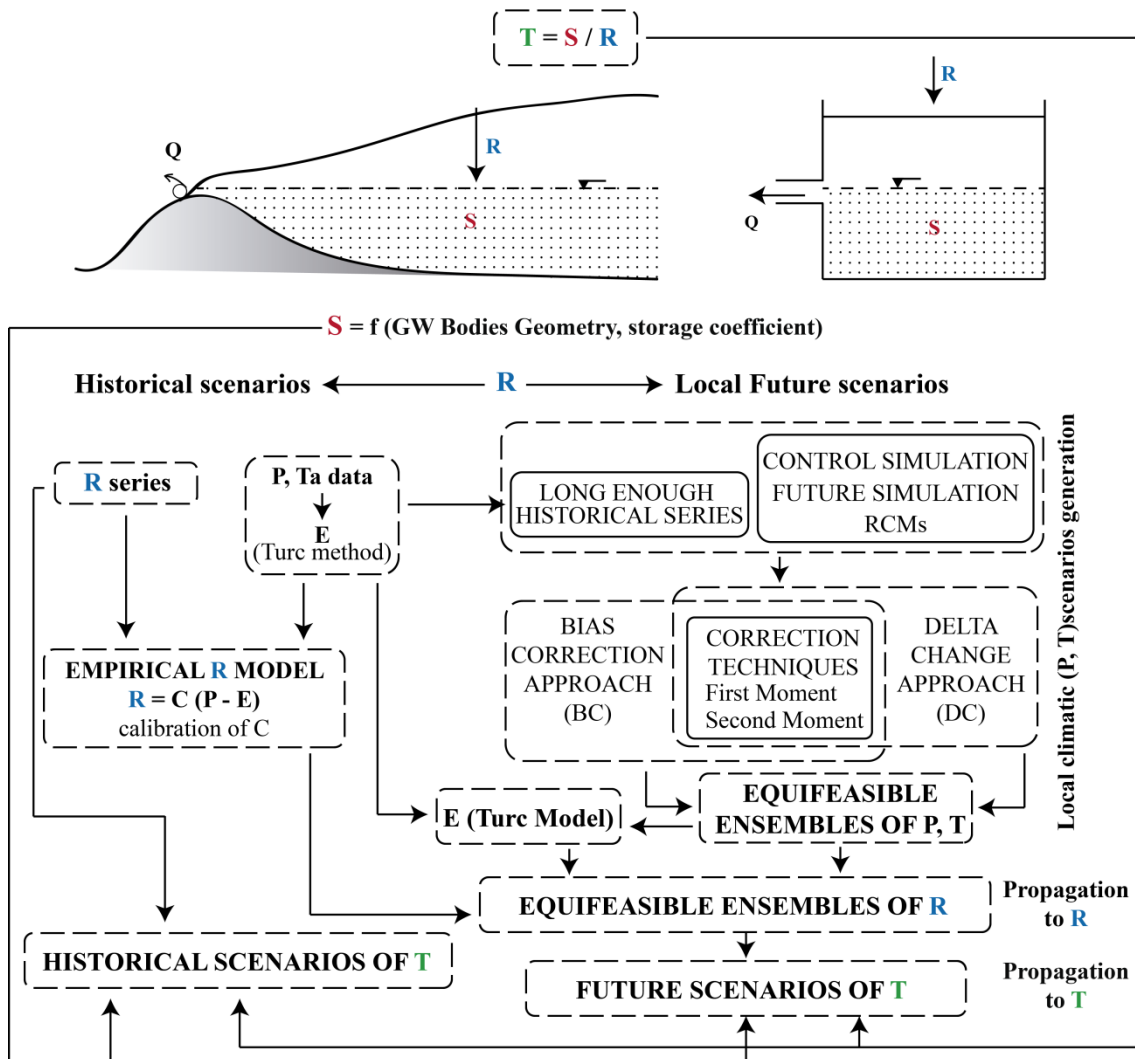 T = S / R
R
Q
R
S
Q
S
S = f (GW Bodies Geometry, storage coefficient)
Historical scenarios
R
Local Future scenarios
R series
P, Ta data
E
(Turc method)
LONG ENOUGH
HISTORICAL SERIES
CONTROL SIMULATION
FUTURE SIMULATION
RCMs
Local climatic (P, T)scenarios generation
EMPIRICAL R MODEL
R = C (P - E)
calibration of C
BIAS
CORRECTION
APPROACH
(BC)
CORRECTION
TECHNIQUES
First Moment
Second Moment
DELTA
CHANGE
APPROACH
(DC)
E (Turc Model)
EQUIFEASIBLE
ENSEMBLES OF P, T
EQUIFEASIBLE ENSEMBLES OF R
Propagation
to R
HISTORICAL SCENARIOS OF T
FUTURE SCENARIOS OF T
Propagation
to T